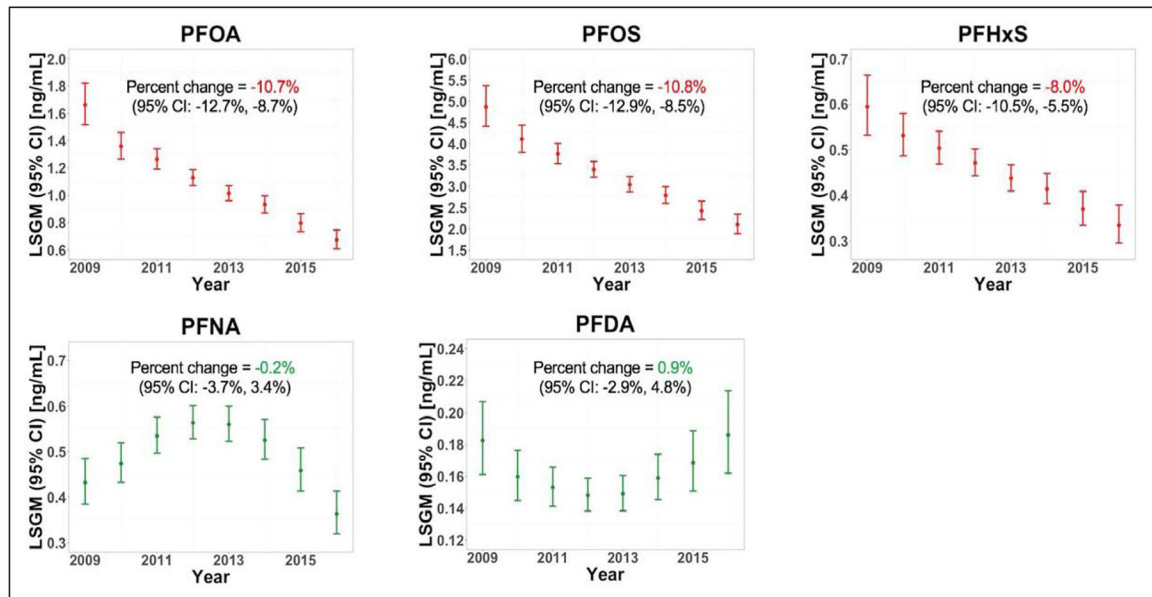 PFOA
LSGM (95% CI) [ng/mL]
2.0
1.8
1.6
1.4
1.2
1.0
0.8
0.6
Percent change = -10.7%
(95% CI: -12.7%, -8.7%)
2009 2011 2013 2015
Year
PFOS
LSGM (95% CI) [ng/mL]
6.0
5.5
5.0
4.5
4.0
3.5
3.0
2.5
2.0
1.5
Percent change = -10.8%
(95% CI: -12.9%, -8.5%)
2009 2011 2013 2015
Year
PFHxS
LSGM (95% CI) [ng/mL]
0.7
0.6
0.5
0.4
0.3
Percent change = -8.0%
(95% CI: -10.5%, -5.5%)
2009 2011 2013 2015
Year
PFNA
LSGM (95% CI) [ng/mL]
0.7
0.6
0.5
0.4
0.3
Percent change = -0.2%
(95% CI: -3.7%, 3.4%)
2009 2011 2013 2015
Year
PFDA
LSGM (95% CI) [ng/mL]
0.24
0.22
0.20
0.18
0.16
0.14
0.12
Percent change = 0.9%
(95% CI: -2.9%, 4.8%)
2009 2011 2013 2015
Year